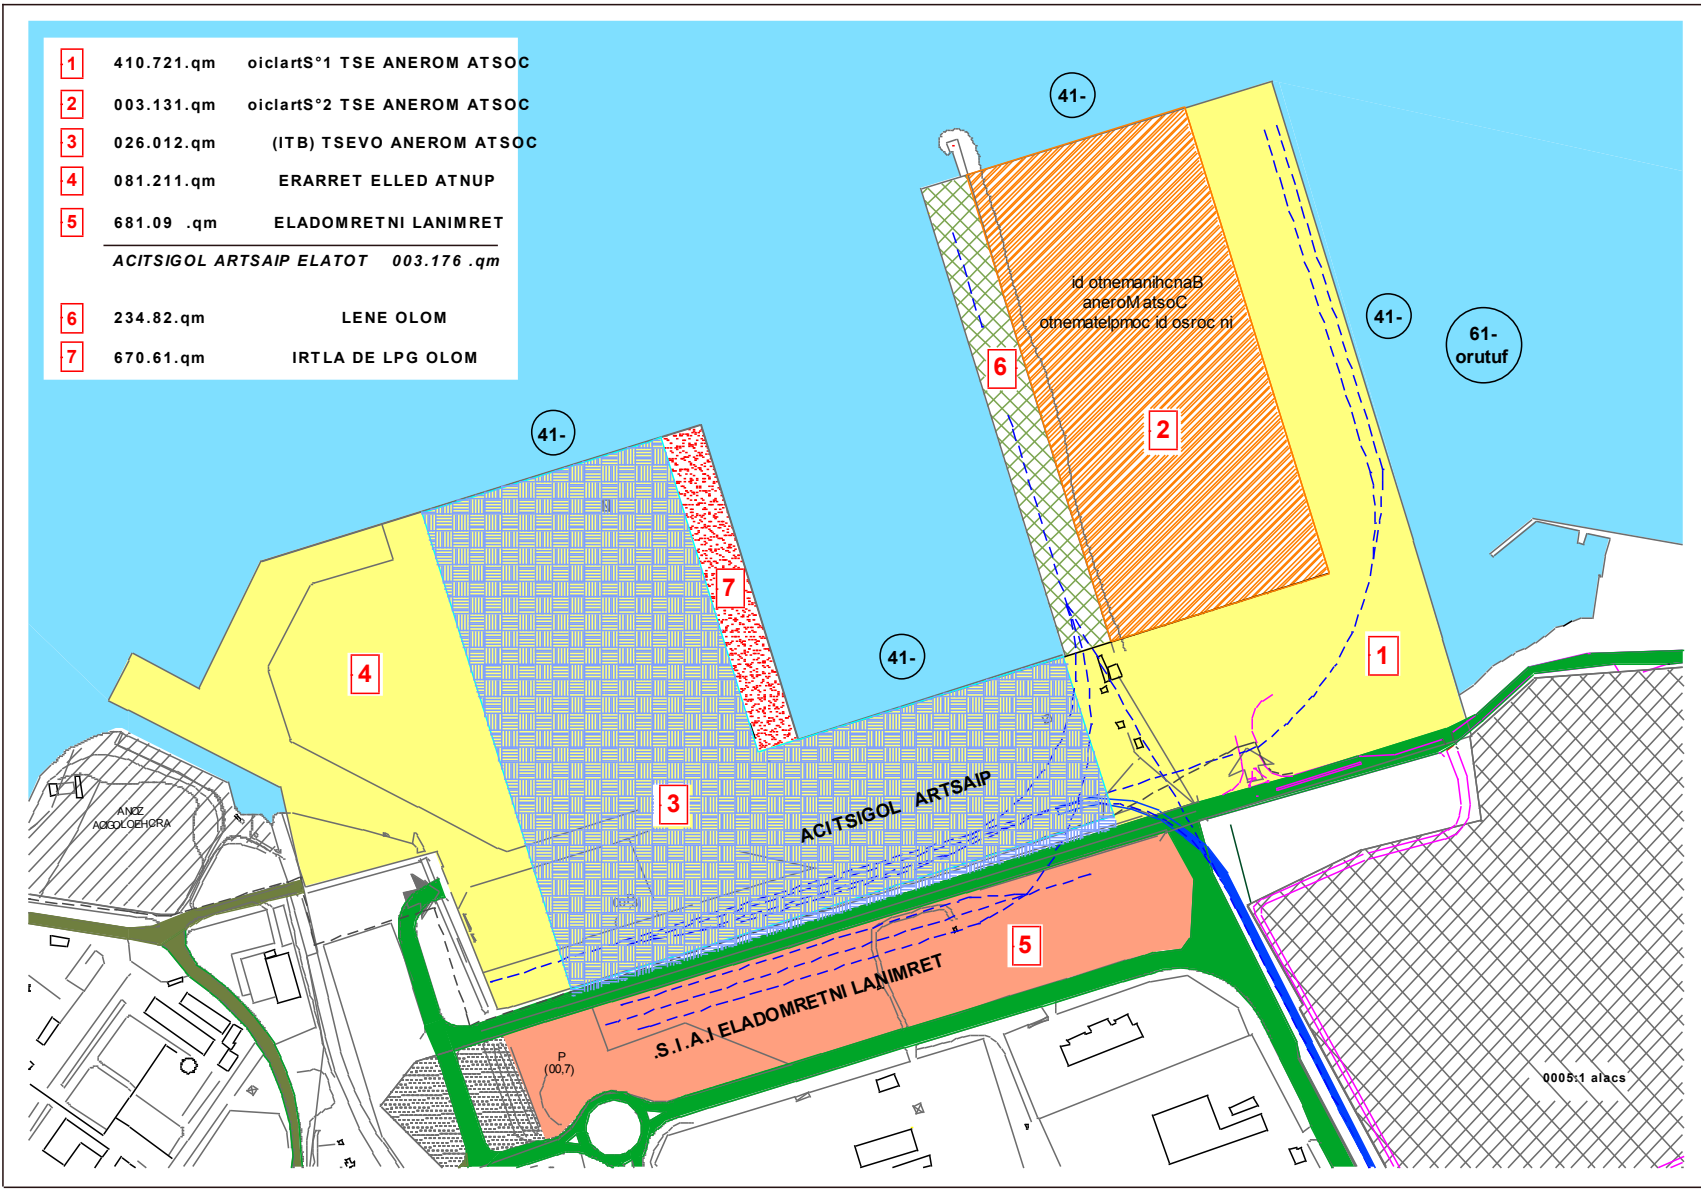 1 410.721.qm oiclartS°1 TSE ANEROM ATSOC
2 003.131.qm oiclartS°2 TSE ANEROM ATSOC
3 026.012.qm (ITB) TSEVO ANEROM ATSOC
4 081.211.qm ERARRET ELLED ATNUP
5 681.09 .qm ELADOMRETNI LANIMRET
ACITSIGOL ARTSAIP ELATOT 003.176 .qm
6 234.82.qm LENE OLOM
7 670.61.qm IRTLA DE LPG OLOM
41-
41-
41-
41-
61-
orutuf
id otnemanihcnaB
aneroM atsoC
otnematelpmoc id osroc ni
6
2
7
4
1
3
5
ACITSIGOL ARTSAIP
.S.I.A.I ELADOMRETNI LANIMRET
P
(00,7)
ANOZ
ACIGOLOEHCRA
0005:1 alacs